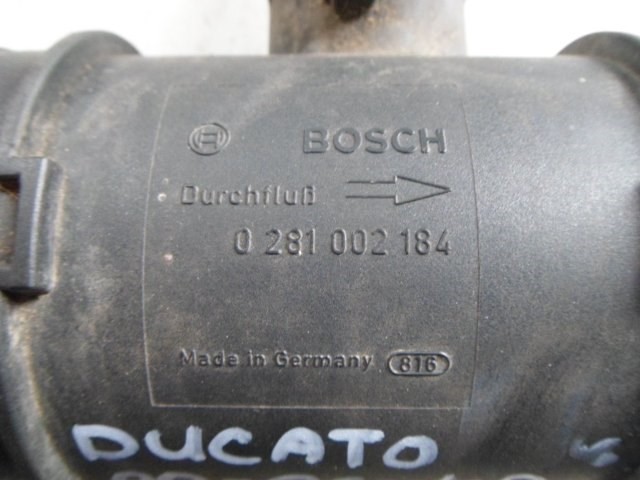 BOSCH
Durchfluß
0 281 002 184
Made in Germany 816
DUCATO